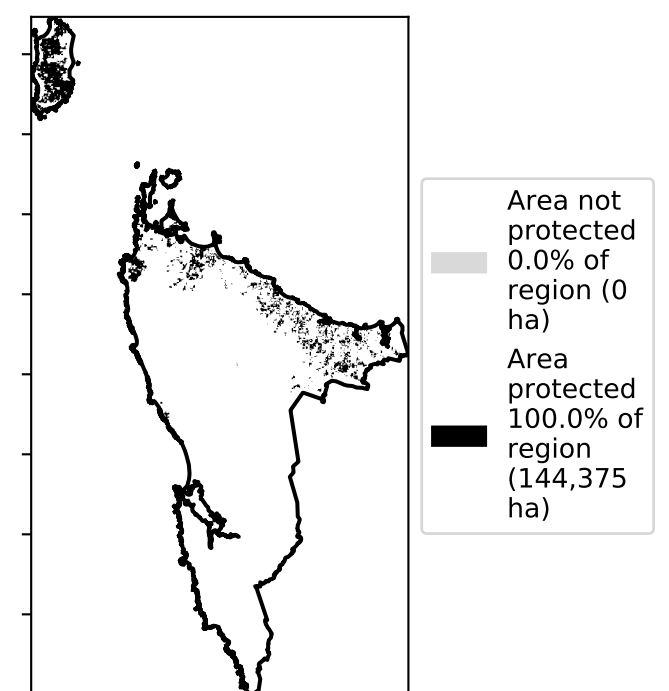 Area not
protected
0.0% of
region (0
ha)
Area
protected
100.0% of
region
(144,375
ha)